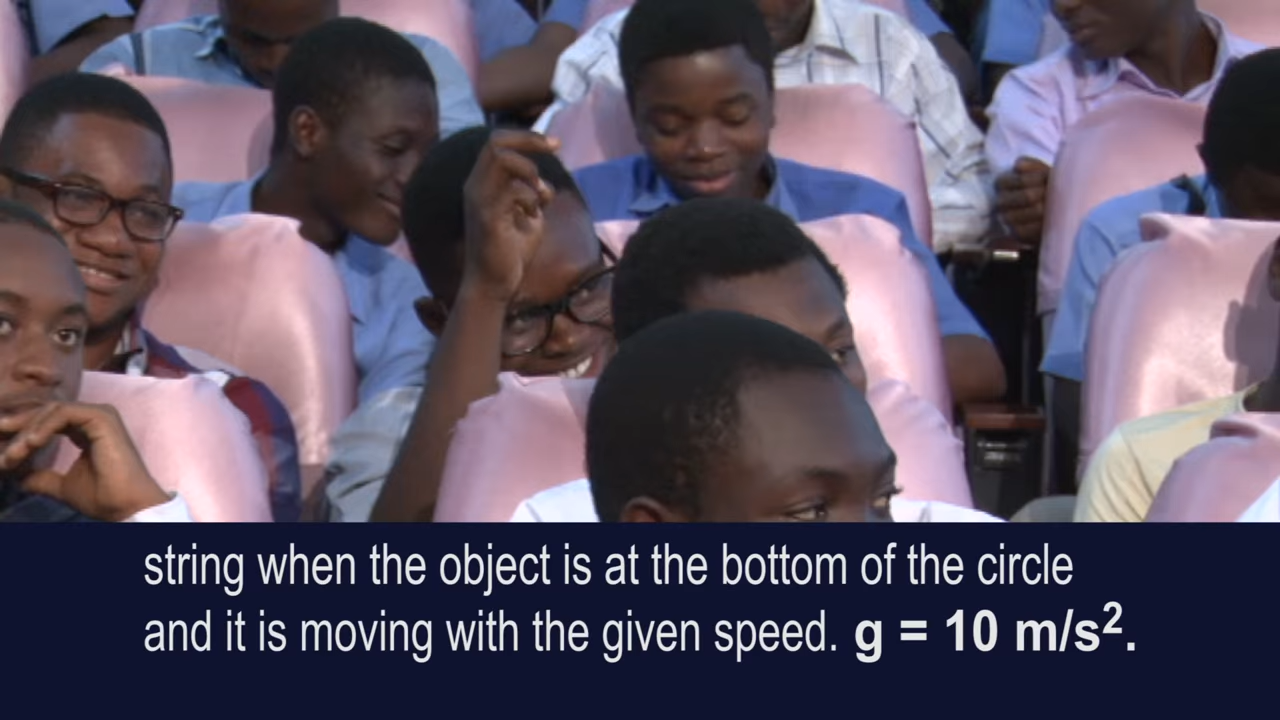 string when the object is at the bottom of the circle
and it is moving with the given speed. g = 10 m/s².